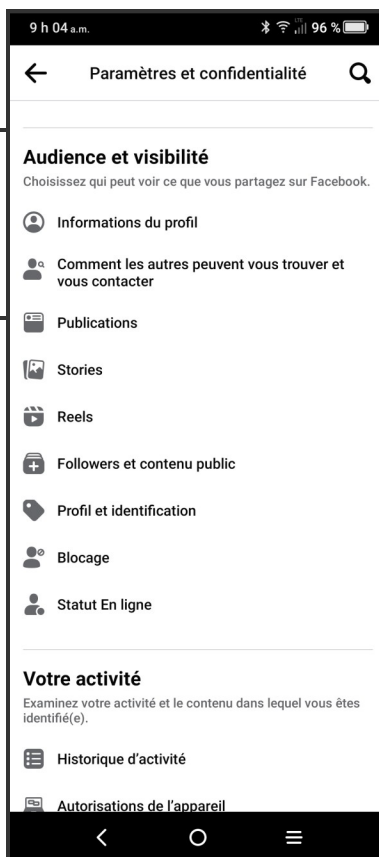 9 h 04 a.m. LTE 96 %
Paramètres et confidentialité
Audience et visibilité
Choisissez qui peut voir ce que vous partagez sur Facebook.
Informations du profil
Comment les autres peuvent vous trouver et
vous contacter
Publications
Stories
Reels
Followers et contenu public
Profil et identification
Blocage
Statut En ligne
Votre activité
Examinez votre activité et le contenu dans lequel vous êtes
identifié(e).
Historique d’activité
Autorisations de l’appareil